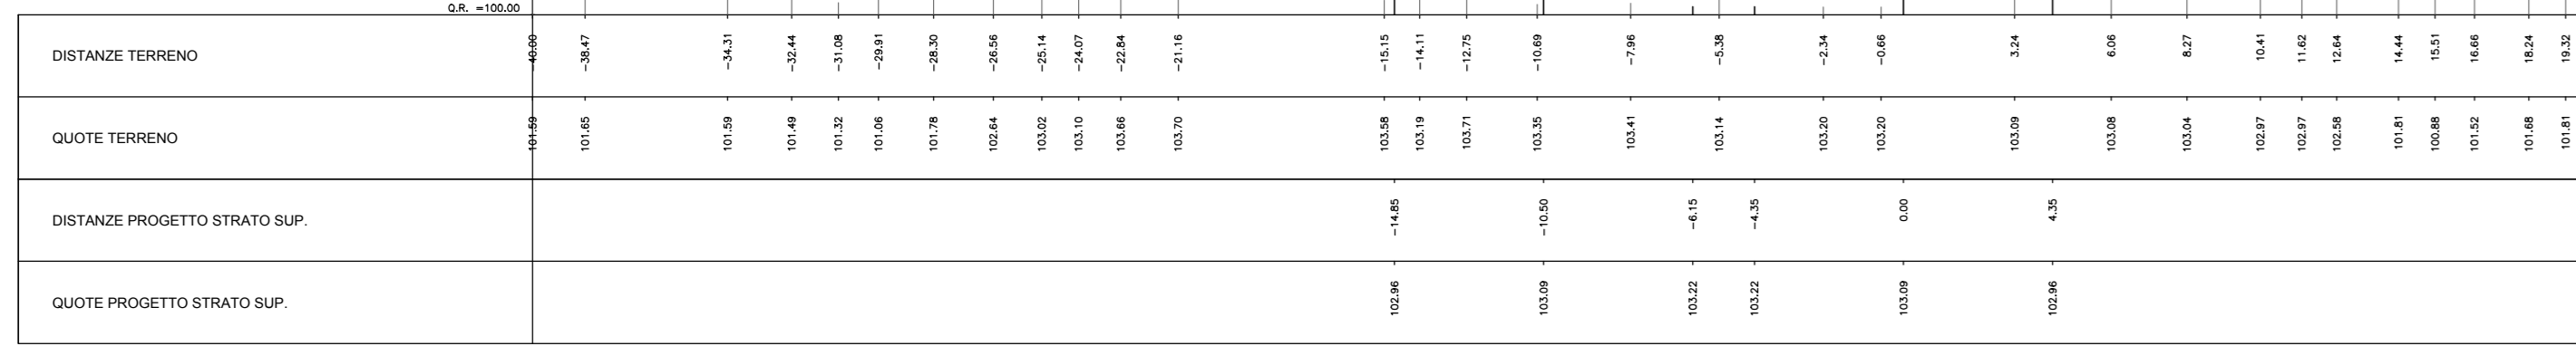 Q.R. =100.00
DISTANZE TERRENO -40.00 -38.47 -34.31 -32.44 -31.08 -29.91 -28.30 -26.56 -25.14 -24.07 -22.84 -21.16 -15.15 -14.11 -12.75 -10.69 -7.96 -5.38 -2.34 -0.66 3.24 6.06 8.27 10.41 11.62 12.64 14.44 15.51 16.66 18.24 19.32
QUOTE TERRENO 101.59 101.65 101.59 101.49 101.32 101.06 101.78 102.64 103.02 103.10 103.66 103.70 103.58 103.19 103.71 103.35 103.41 103.14 103.20 103.20 103.09 103.08 103.04 102.97 102.97 102.58 101.81 100.88 101.52 101.68 101.81
DISTANZE PROGETTO STRATO SUP. -14.85 -10.50 -6.15 -4.35 0.00 4.35
QUOTE PROGETTO STRATO SUP. 102.96 103.09 103.22 103.22 103.09 102.96